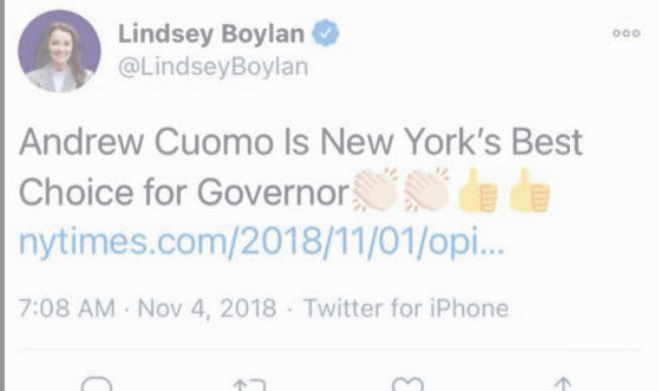 Lindsey Boylan
@LindseyBoylan
Andrew Cuomo Is New York's Best
Choice for Governor👏🏻👏🏻👍👍
nytimes.com/2018/11/01/opi...
7:08 AM · Nov 4, 2018 · Twitter for iPhone